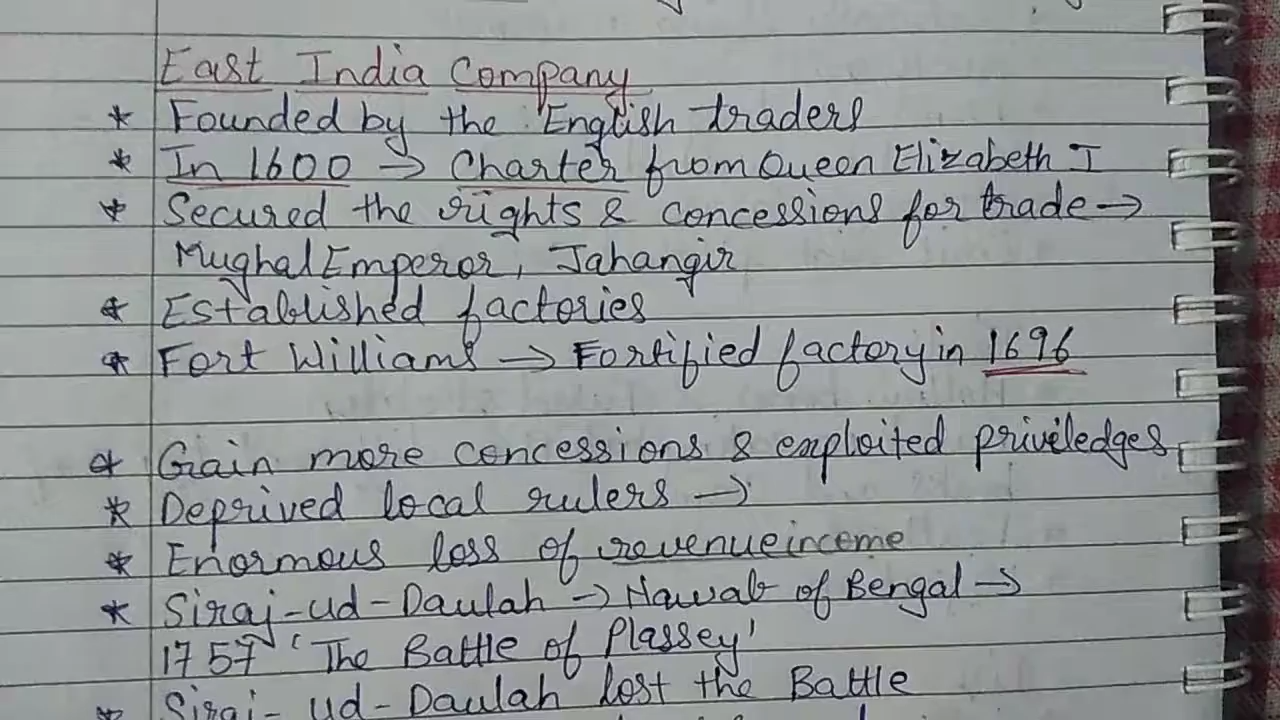 East India Company
* Founded by the English traders
* In 1600 → Charter from Queen Elizabeth I
* Secured the rights & concessions for trade →
Mughal Emperor, Jahangir
* Established factories
* Fort Williams → Fortified factory in 1696
* Gain more concessions & exploited priviledges
* Deprived local rulers →
* Enormous loss of revenue income
* Siraj-ud-Daulah → Nawab of Bengal →
1757 'The Battle of Plassey'
* Siraj-ud-Daulah lost the Battle